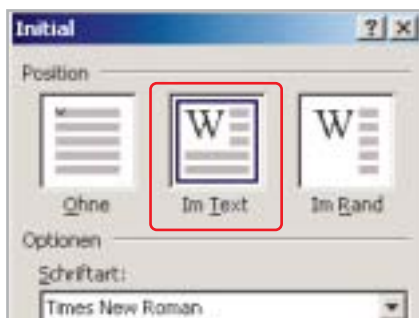 Initial
Position
W
W
W
Ohne
Im Text
Im Rand
Optionen
Schriftart:
Times New Roman